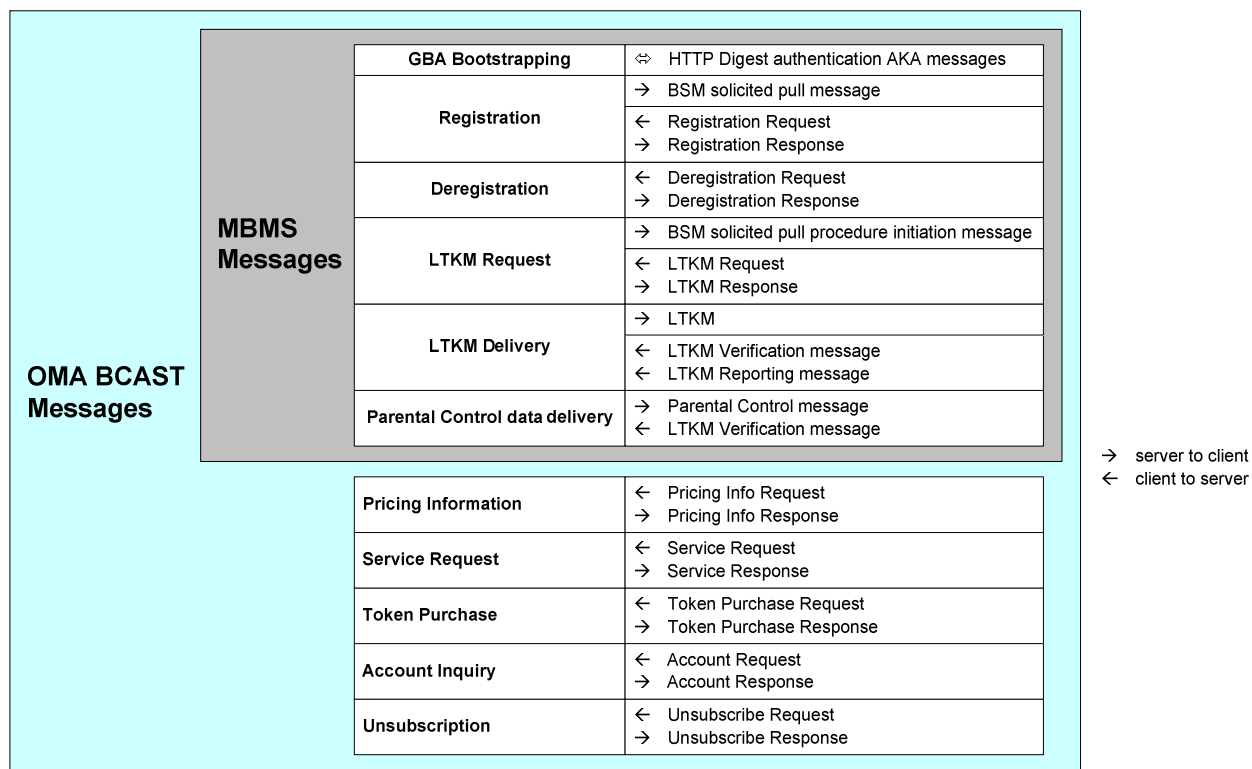 GBA Bootstrapping
⇔ HTTP Digest authentication AKA messages
Registration
→ BSM solicited pull message
← Registration Request
→ Registration Response
Deregistration
← Deregistration Request
→ Deregistration Response
MBMS
Messages
LTKM Request
→ BSM solicited pull procedure initiation message
← LTKM Request
→ LTKM Response
LTKM Delivery
→ LTKM
← LTKM Verification message
← LTKM Reporting message
OMA BCAST
Messages
Parental Control data delivery
→ Parental Control message
← LTKM Verification message
→ server to client
← client to server
Pricing Information
← Pricing Info Request
→ Pricing Info Response
Service Request
← Service Request
→ Service Response
Token Purchase
← Token Purchase Request
→ Token Purchase Response
Account Inquiry
← Account Request
→ Account Response
Unsubscription
← Unsubscribe Request
→ Unsubscribe Response